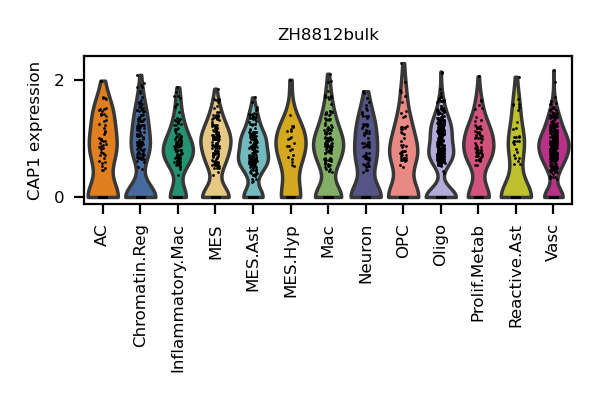 ZH8812bulk
CAP1 expression
2
0
AC
Chromatin.Reg
Inflammatory.Mac
MES
MES.Ast
MES.Hyp
Mac
Neuron
OPC
Oligo
Prolif.Metab
Reactive.Ast
Vasc